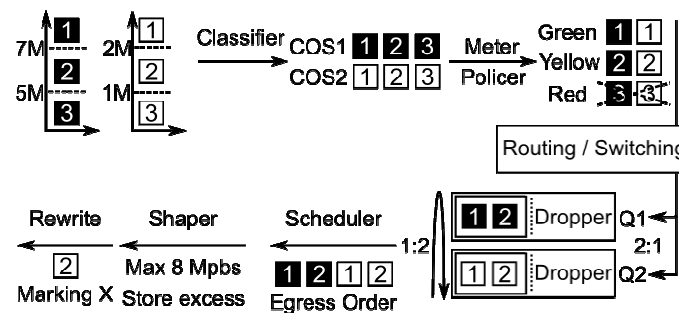 1
7M
2
5M
3
2M
1
2
1M
3
Classifier
COS1 1 2 3
COS2 1 2 3
Meter
Policer
Green 1 1
Yellow 2 2
Red 3 3
Routing / Switching
1 2 Dropper Q1
2:1
1 2 Dropper Q2
1:2
Scheduler
1 2 1 2
Egress Order
Shaper
Max 8 Mpbs
Store excess
Rewrite
2
Marking X